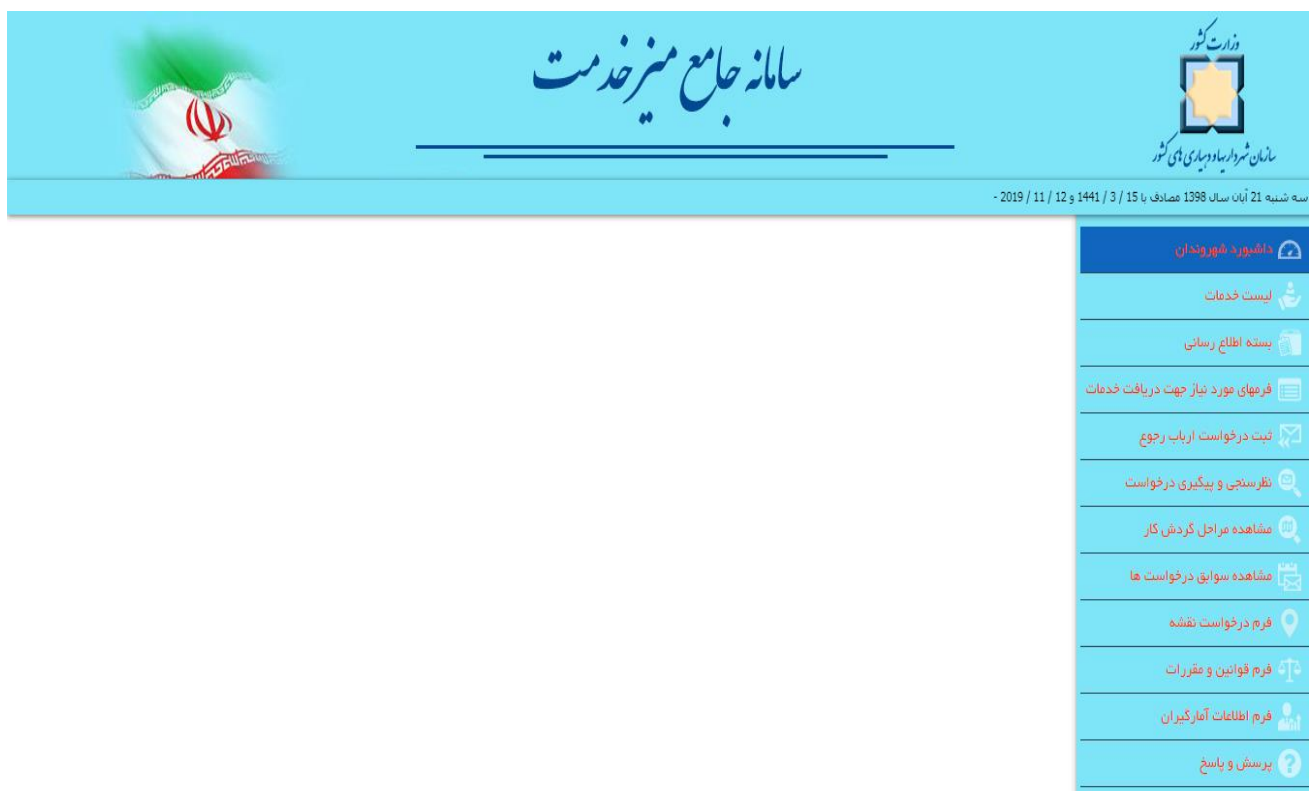 وزارت کشور
سازمان شهرداریها و دهیاری های کشور
سامانه جامع میز خدمت
سه شنبه 21 آبان سال 1398 مصادف با 15 / 3 / 1441 و 12 / 11 / 2019 -
داشبورد شهروندان
لیست خدمات
بسته اطلاع رسانی
فرمهای مورد نیاز جهت دریافت خدمات
ثبت درخواست ارباب رجوع
نظرسنجی و پیگیری درخواست
مشاهده مراحل گردش کار
مشاهده سوابق درخواست ها
فرم درخواست نقشه
فرم قوانین و مقررات
فرم اطلاعات آمارگیران
پرسش و پاسخ